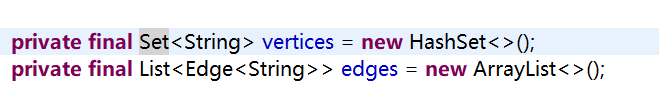 private final Set<String> vertices = new HashSet<>();
private final List<Edge<String>> edges = new ArrayList<>();